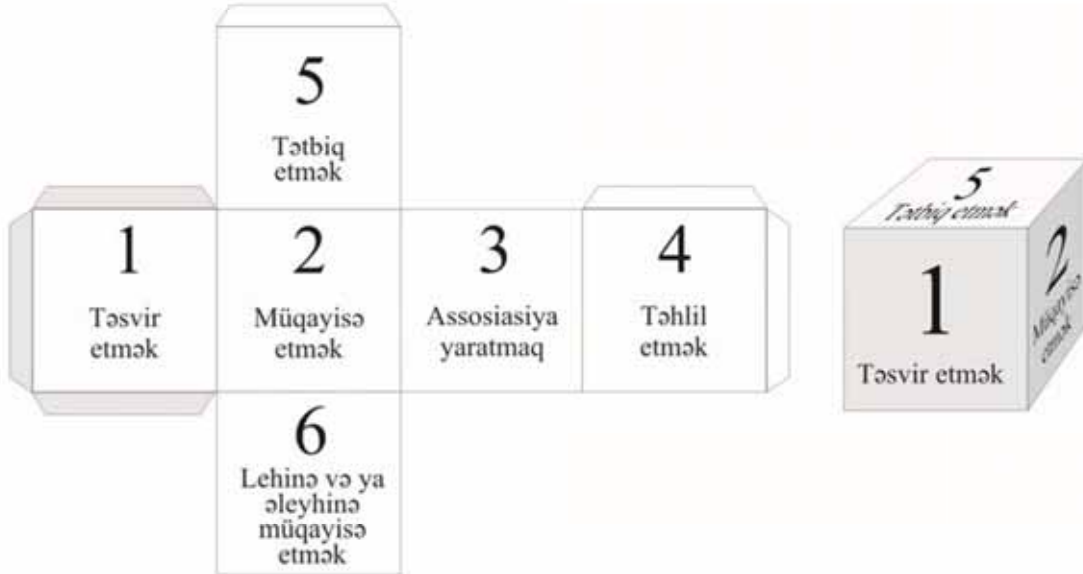 5
Tətbiq
etmək
1
Təsvir
etmək
2
Müqayisə
etmək
3
Assosiasiya
yaratmaq
4
Təhlil
etmək
6
Lehinə və ya
əleyhinə
müqayisə
etmək
5
Tətbiq etmək
1
Təsvir etmək
2
Müqayisə
etmək